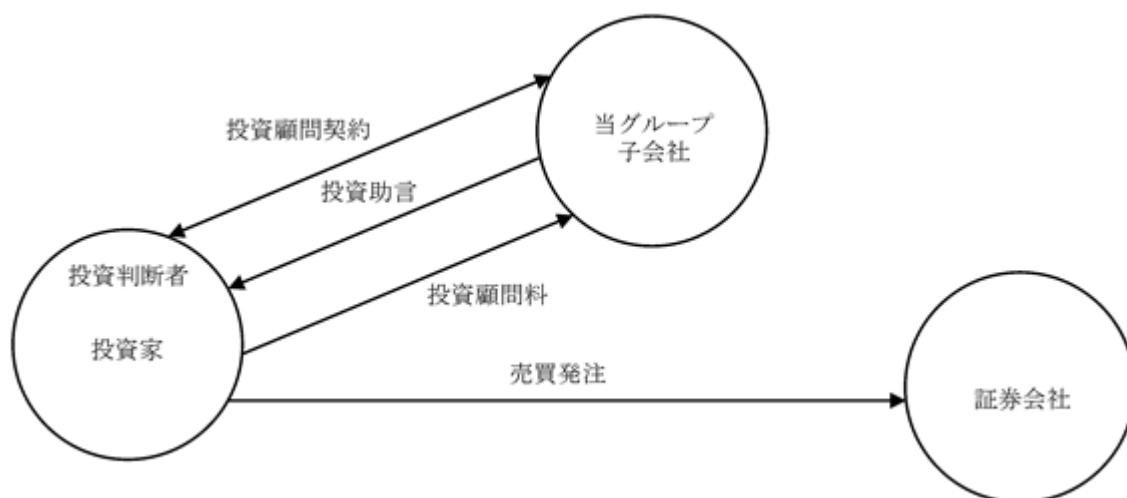 当グループ
子会社
投資顧問契約
投資助言
投資顧問料
投資判断者
投資家
売買発注
証券会社